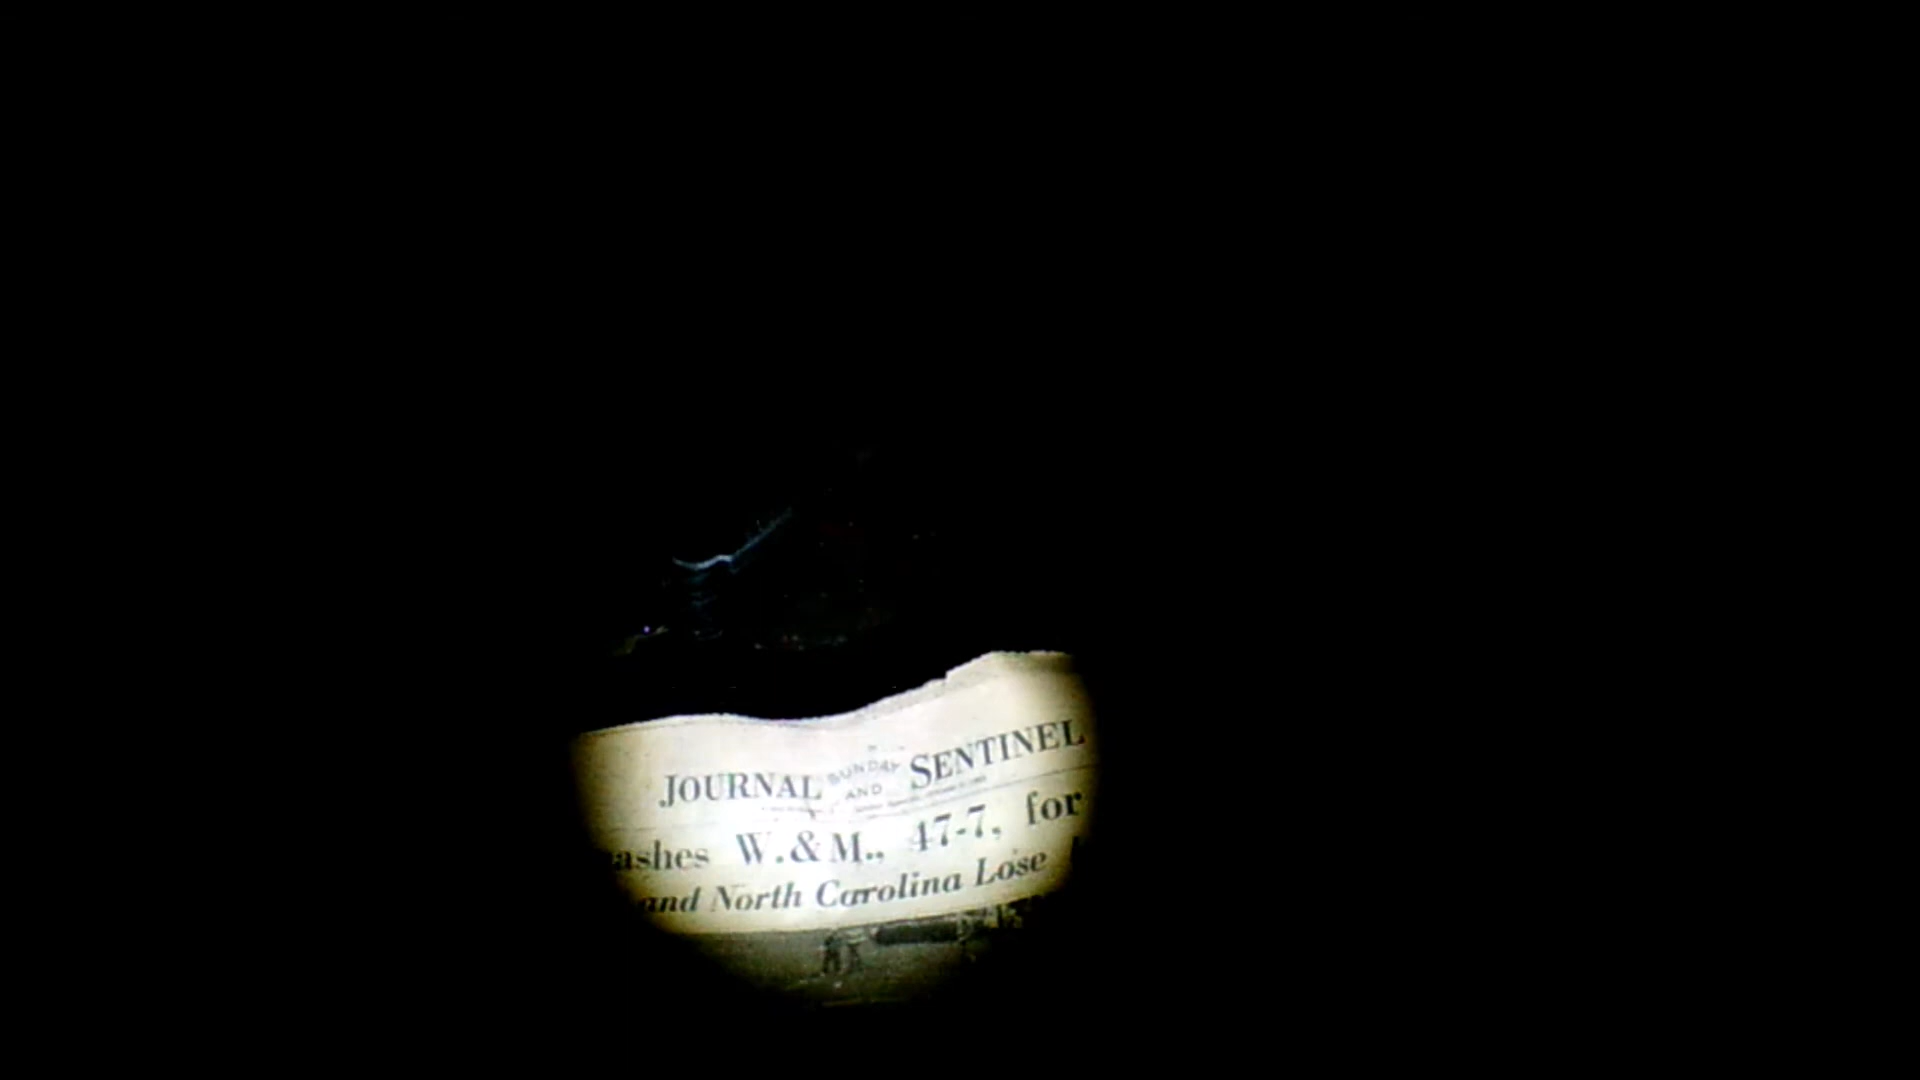 JOURNAL SUNDAY AND SENTINEL
ashes W.&M., 47-7, for
and North Carolina Lose